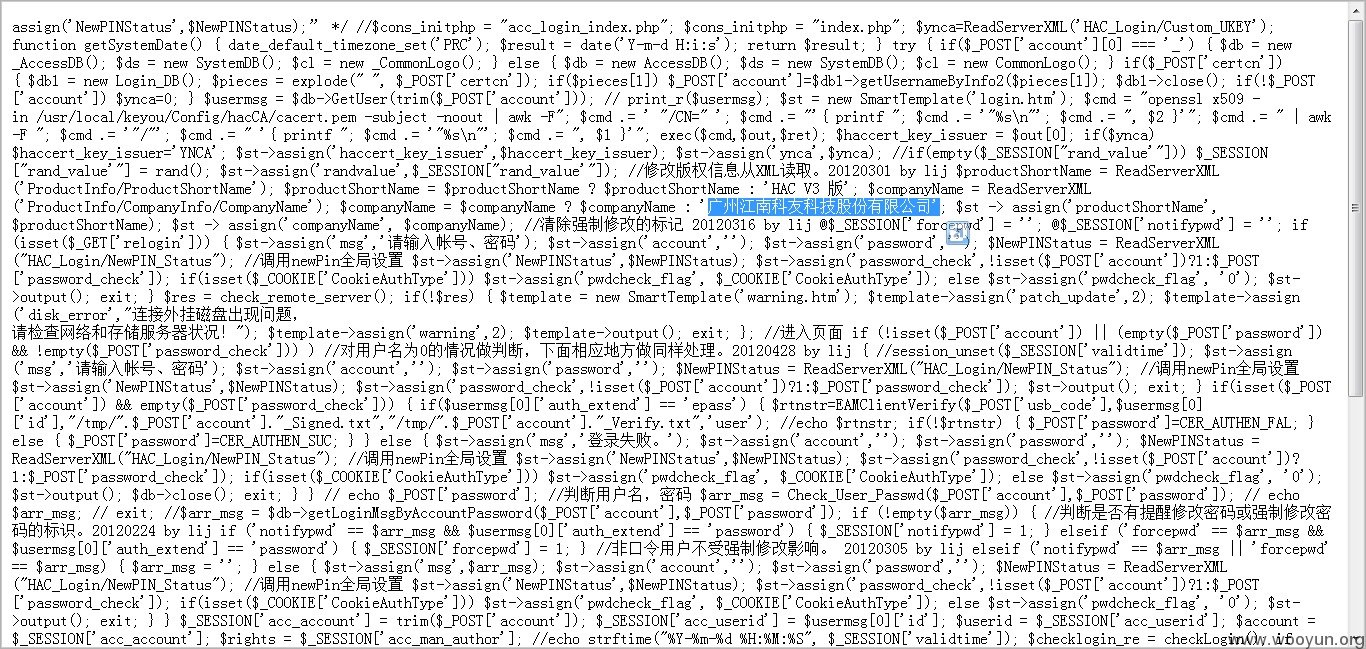 assign('NewPINStatus',$NewPINStatus);” */ //$cons_initphp = "acc_login_index.php"; $cons_initphp = "index.php"; $ynca=ReadServerXML('HAC_Login/Custom_UKEY');
function getSystemDate() { date_default_timezone_set('PRC'); $result = date('Y-m-d H:i:s'); return $result; } try { if($_POST['account'][0] === '_') { $db = new
_AccessDB(); $ds = new SystemDB(); $cl = new _CommonLogo(); } else { $db = new AccessDB(); $ds = new SystemDB(); $cl = new CommonLogo(); } if($_POST['certcn'])
{ $db1 = new Login_DB(); $pieces = explode(" ", $_POST['certcn']); if($pieces[1]) $_POST['account']=$db1->getUsernameByInfo2($pieces[1]); $db1->close(); if(!$_POST
['account']) $ynca=0; } $usermsg = $db->GetUser(trim($_POST['account'])); // print_r($usermsg); $st = new SmartTemplate('login.htm'); $cmd = "openssl x509 -
in /usr/local/keyou/Config/hacCA/cacert.pem -subject -noout | awk -F"; $cmd .= ' "/CN=" '; $cmd .= "'{ printf "; $cmd .= '"%s\n"'; $cmd .= ", $2 }'"; $cmd .= " | awk
-F "; $cmd .= '"/"'; $cmd .= " '{ printf "; $cmd .= '"%s\n"'; $cmd .= ", $1 }'"; exec($cmd,$out,$ret); $haccert_key_issuer = $out[0]; if($ynca)
$haccert_key_issuer='YNCA'; $st->assign('haccert_key_issuer',$haccert_key_issuer); $st->assign('ynca',$ynca); //if(empty($_SESSION["rand_value'"])) $_SESSION
["rand_value'"] = rand(); $st->assign('randvalue',$_SESSION["rand_value'"]); //修改版权信息从XML读取。20120301 by lij $productShortName = ReadServerXML
('ProductInfo/ProductShortName'); $productShortName = $productShortName ? $productShortName : 'HAC V3 版'; $companyName = ReadServerXML
('ProductInfo/CompanyInfo/CompanyName'); $companyName = $companyName ? $companyName : '广州江南科友科技股份有限公司'; $st -> assign('productShortName',
$productShortName); $st -> assign('companyName', $companyName); //清除强制修改的标记 20120316 by lij @$_SESSION['forcepwd'] = ''; @$_SESSION['notifypwd'] = ''; if
(isset($_GET['relogin'])) { $st->assign('msg','请输入帐号、密码'); $st->assign('account',''); $st->assign('password', ); $NewPINStatus = ReadServerXML
("HAC_Login/NewPIN_Status"); //调用newPin全局设置 $st->assign('NewPINStatus',$NewPINStatus); $st->assign('password_check',!isset($_POST['account'])?1:$_POST
['password_check']); if(isset($_COOKIE['CookieAuthType'])) $st->assign('pwdcheck_flag', $_COOKIE['CookieAuthType']); else $st->assign('pwdcheck_flag', '0'); $st-
>output(); exit; } $res = check_remote_server(); if(!$res) { $template = new SmartTemplate('warning.htm'); $template->assign('patch_update',2); $template->assign
('disk_error',"连接外挂磁盘出现问题,
请检查网络和存储服务器状况! "); $template->assign('warning',2); $template->output(); exit; }; //进入页面 if (!isset($_POST['account']) || (empty($_POST['password'])
&& !empty($_POST['password_check'])) ) //对用户名为0的情况做判断，下面相应地方做同样处理。20120428 by lij { //session_unset($_SESSION['validtime']); $st->assign
('msg','请输入帐号、密码'); $st->assign('account',''); $st->assign('password',''); $NewPINStatus = ReadServerXML("HAC_Login/NewPIN_Status"); //调用newPin全局设置
$st->assign('NewPINStatus',$NewPINStatus); $st->assign('password_check',!isset($_POST['account'])?1:$_POST['password_check']); $st->output(); exit; } if(isset($_POST
['account']) && empty($_POST['password_check'])) { if($usermsg[0]['auth_extend'] == 'epass') { $rtnstr=EAMClientVerify($_POST['usb_code'],$usermsg[0]
['id'],"/tmp/".$_POST['account']."_Signed.txt","/tmp/".$_POST['account']."_Verify.txt",'user'); //echo $rtnstr; if(!$rtnstr) { $_POST['password']=CER_AUTHEN_FAL; }
else { $_POST['password']=CER_AUTHEN_SUC; } } else { $st->assign('msg','登录失败。'); $st->assign('account',''); $st->assign('password',''); $NewPINStatus =
ReadServerXML("HAC_Login/NewPIN_Status"); //调用newPin全局设置 $st->assign('NewPINStatus',$NewPINStatus); $st->assign('password_check',!isset($_POST['account'])?
1:$_POST['password_check']); if(isset($_COOKIE['CookieAuthType'])) $st->assign('pwdcheck_flag', $_COOKIE['CookieAuthType']); else $st->assign('pwdcheck_flag', '0');
$st->output(); $db->close(); exit; } } // echo $_POST['password']; //判断用户名，密码 $arr_msg = Check_User_Passwd($_POST['account'],$_POST['password']); // echo
$arr_msg; // exit; //$arr_msg = $db->getLoginMsgByAccountPassword($_POST['account'],$_POST['password']); if (!empty($arr_msg)) { //判断是否有提醒修改密码或强制修改密
码的标识。20120224 by lij if ('notifypwd' == $arr_msg && $usermsg[0]['auth_extend'] == 'password') { $_SESSION['notifypwd'] = 1; } elseif ('forcepwd' == $arr_msg &&
$usermsg[0]['auth_extend'] == 'password') { $_SESSION['forcepwd'] = 1; } //非口令用户不受强制修改影响。 20120305 by lij elseif ('notifypwd' == $arr_msg || 'forcepwd'
== $arr_msg) { $arr_msg = ''; } else { $st->assign('msg',$arr_msg); $st->assign('account',''); $st->assign('password',''); $NewPINStatus = ReadServerXML
("HAC_Login/NewPIN_Status"); //调用newPin全局设置 $st->assign('NewPINStatus',$NewPINStatus); $st->assign('password_check',!isset($_POST['account'])?1:$_POST
['password_check']); if(isset($_COOKIE['CookieAuthType'])) $st->assign('pwdcheck_flag', $_COOKIE['CookieAuthType']); else $st->assign('pwdcheck_flag', '0'); $st-
>output(); exit; } } $_SESSION['acc_account'] = trim($_POST['account']); $_SESSION['acc_userid'] = $usermsg[0]['id']; $userid = $_SESSION['acc_userid']; $account =
$_SESSION['acc_account']; $rights = $_SESSION['acc_man_author']; //echo strftime("%Y-%m-%d %H:%M:%S", $_SESSION['validtime']); $checklogin_re = checkLogin(); if
www.wooyun.org